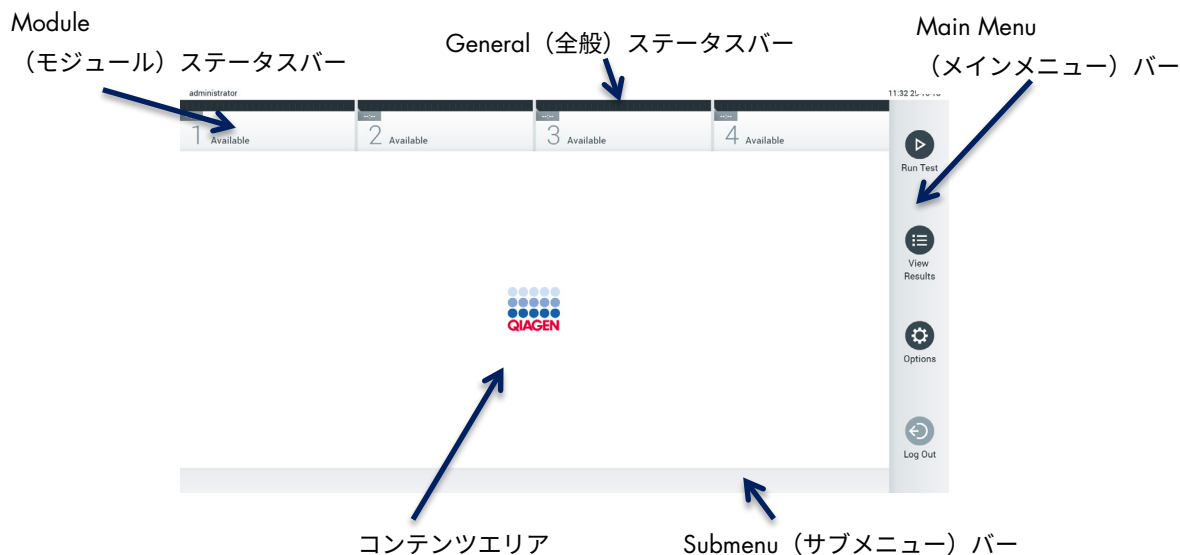 Module
（モジュール）ステータスバー
General（全般）ステータスバー
Main Menu
（メインメニュー）バー
administrator
11:32
--:--
1 Available
--:--
2 Available
--:--
3 Available
--:--
4 Available
Run Test
View
Results
Options
Log Out
QIAGEN
コンテンツエリア
Submenu（サブメニュー）バー